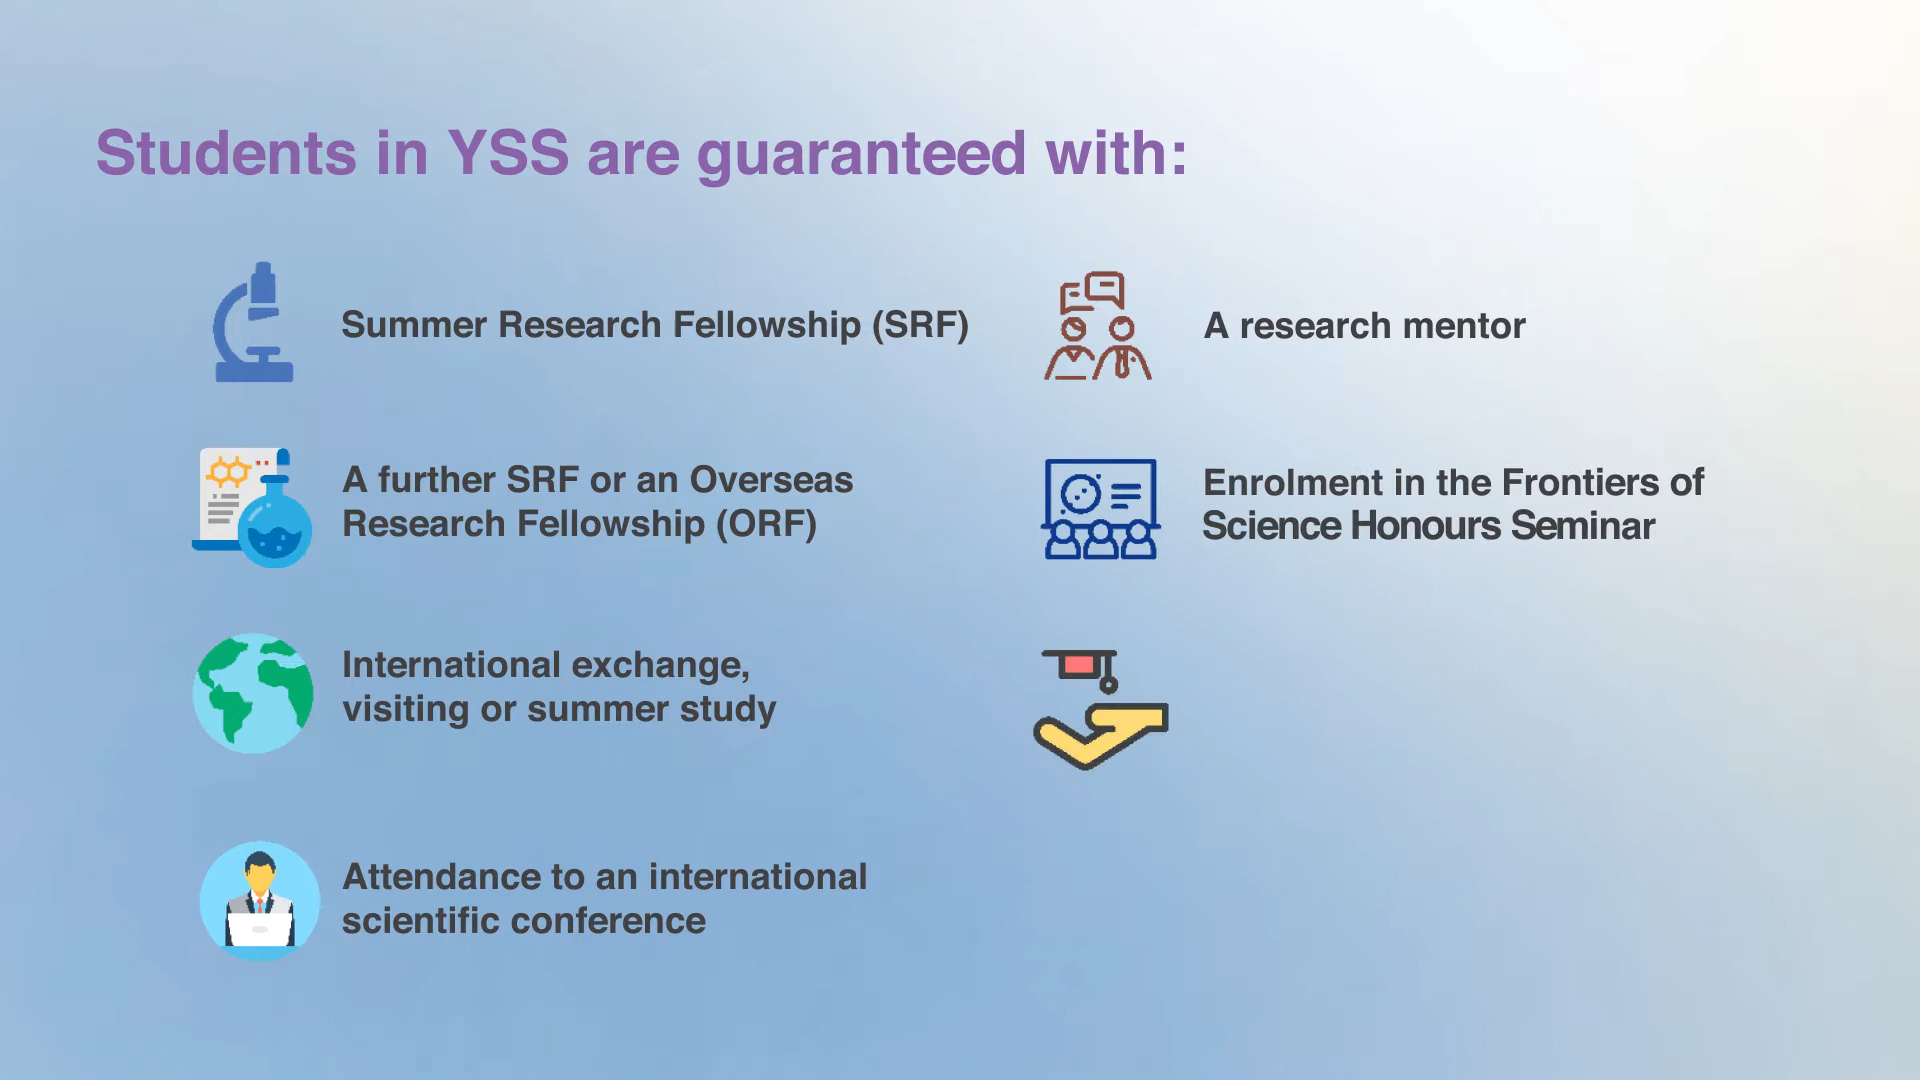 Students in YSS are guaranteed with:
Summer Research Fellowship (SRF)
A further SRF or an Overseas
Research Fellowship (ORF)
International exchange,
visiting or summer study
Attendance to an international
scientific conference
A research mentor
Enrolment in the Frontiers of
Science Honours Seminar